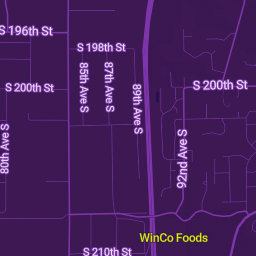 S 196th St
S 198th St
S 200th St
S 200th St
80th Ave S
85th Ave S
87th Ave S
89th Ave S
92nd Ave S
WinCo Foods
S 210th St